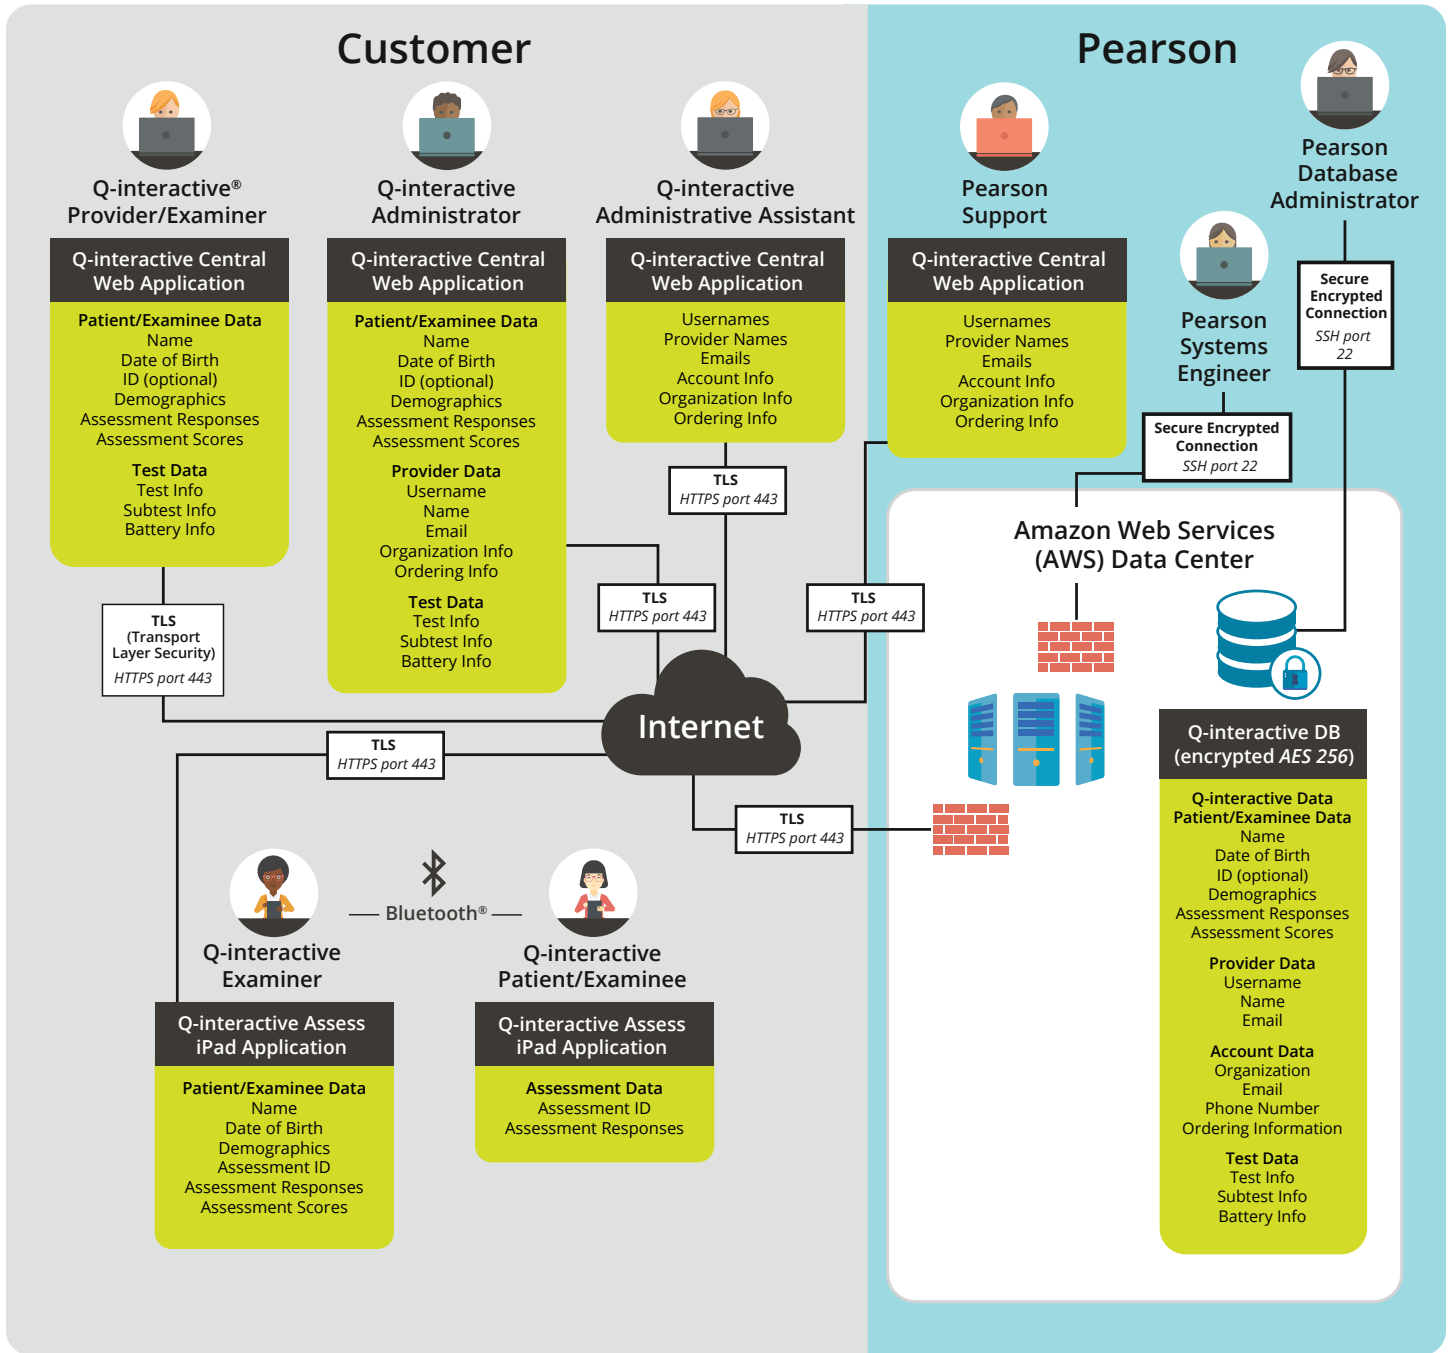 Customer
Pearson
Q-interactive®
Provider/Examiner
Q-interactive Central
Web Application
Patient/Examinee Data
Name
Date of Birth
ID (optional)
Demographics
Assessment Responses
Assessment Scores
Test Data
Test Info
Subtest Info
Battery Info
TLS
(Transport
Layer Security)
HTTPS port 443
Q-interactive
Administrator
Q-interactive Central
Web Application
Patient/Examinee Data
Name
Date of Birth
ID (optional)
Demographics
Assessment Responses
Assessment Scores
Provider Data
Username
Name
Email
Organization Info
Ordering Info
Test Data
Test Info
Subtest Info
Battery Info
TLS
HTTPS port 443
Q-interactive
Administrative Assistant
Q-interactive Central
Web Application
Usernames
Provider Names
Emails
Account Info
Organization Info
Ordering Info
TLS
HTTPS port 443
Pearson
Support
Q-interactive Central
Web Application
Usernames
Provider Names
Emails
Account Info
Organization Info
Ordering Info
TLS
HTTPS port 443
Pearson
Systems
Engineer
Secure Encrypted
Connection
SSH port 22
Pearson
Database
Administrator
Secure
Encrypted
Connection
SSH port
22
Internet
TLS
HTTPS port 443
TLS
HTTPS port 443
Bluetooth®
Q-interactive
Examiner
Q-interactive Assess
iPad Application
Patient/Examinee Data
Name
Date of Birth
Demographics
Assessment ID
Assessment Responses
Assessment Scores
Q-interactive
Patient/Examinee
Q-interactive Assess
iPad Application
Assessment Data
Assessment ID
Assessment Responses
Amazon Web Services
(AWS) Data Center
Q-interactive DB
(encrypted AES 256)
Q-interactive Data
Patient/Examinee Data
Name
Date of Birth
ID (optional)
Demographics
Assessment Responses
Assessment Scores
Provider Data
Username
Name
Email
Account Data
Organization
Email
Phone Number
Ordering Information
Test Data
Test Info
Subtest Info
Battery Info